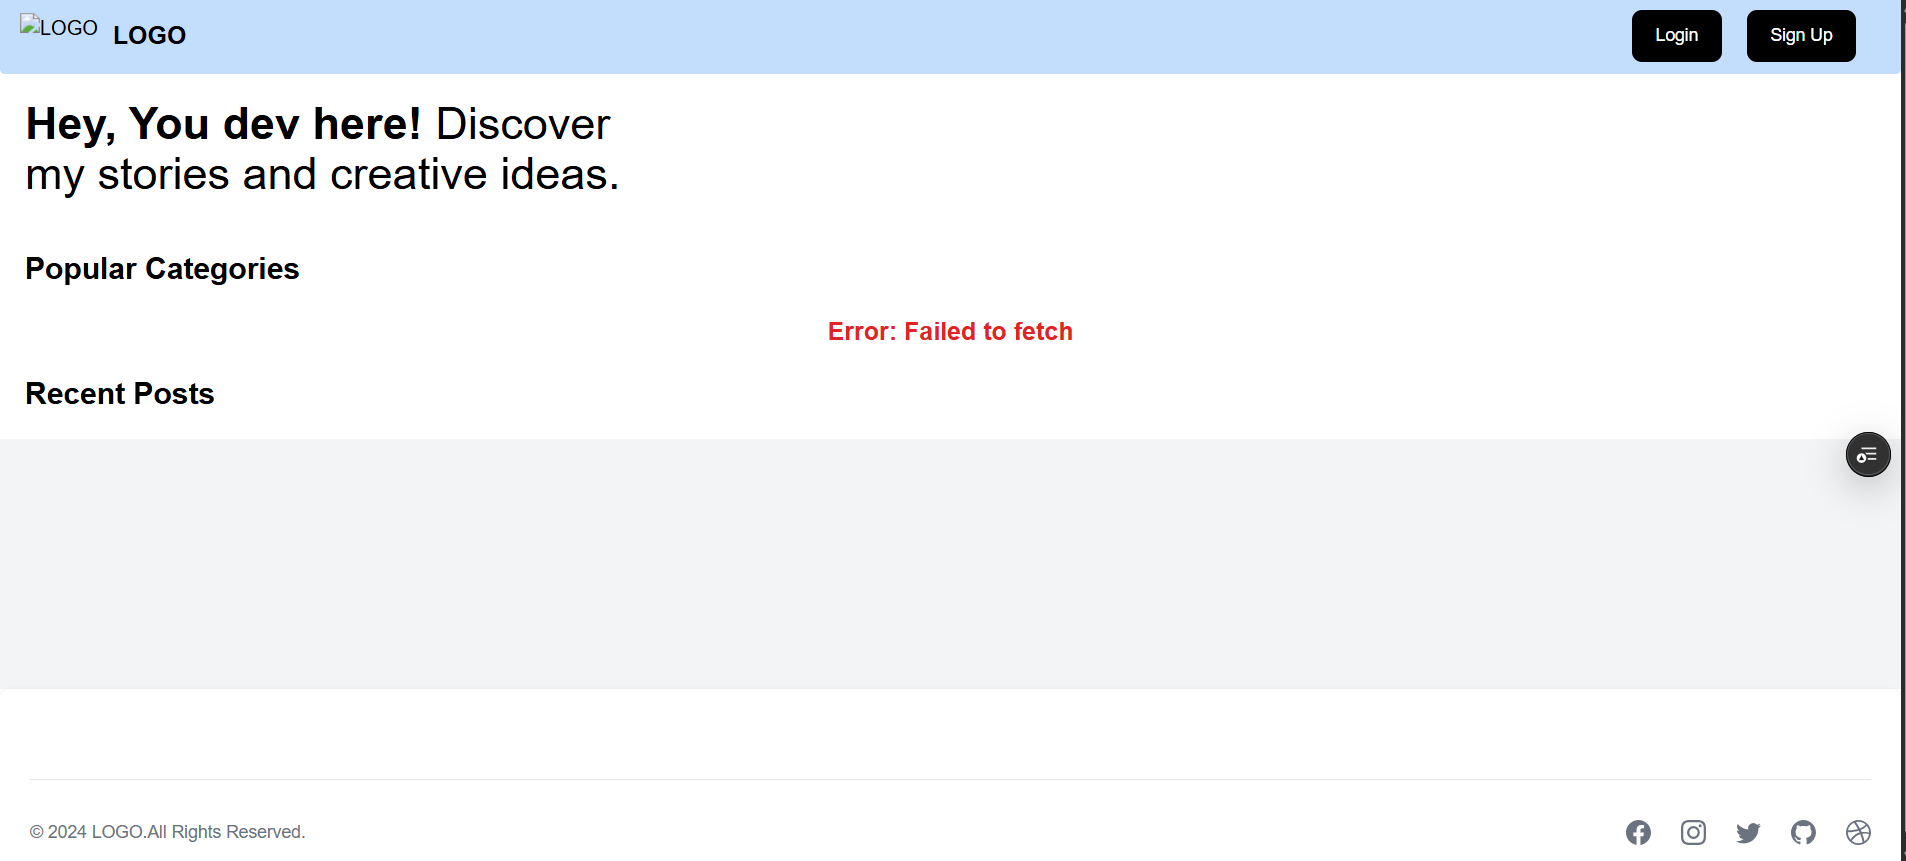 LOGO LOGO Login Sign Up
Hey, You dev here! Discover
my stories and creative ideas.
Popular Categories
Error: Failed to fetch
Recent Posts
© 2024 LOGO.All Rights Reserved.